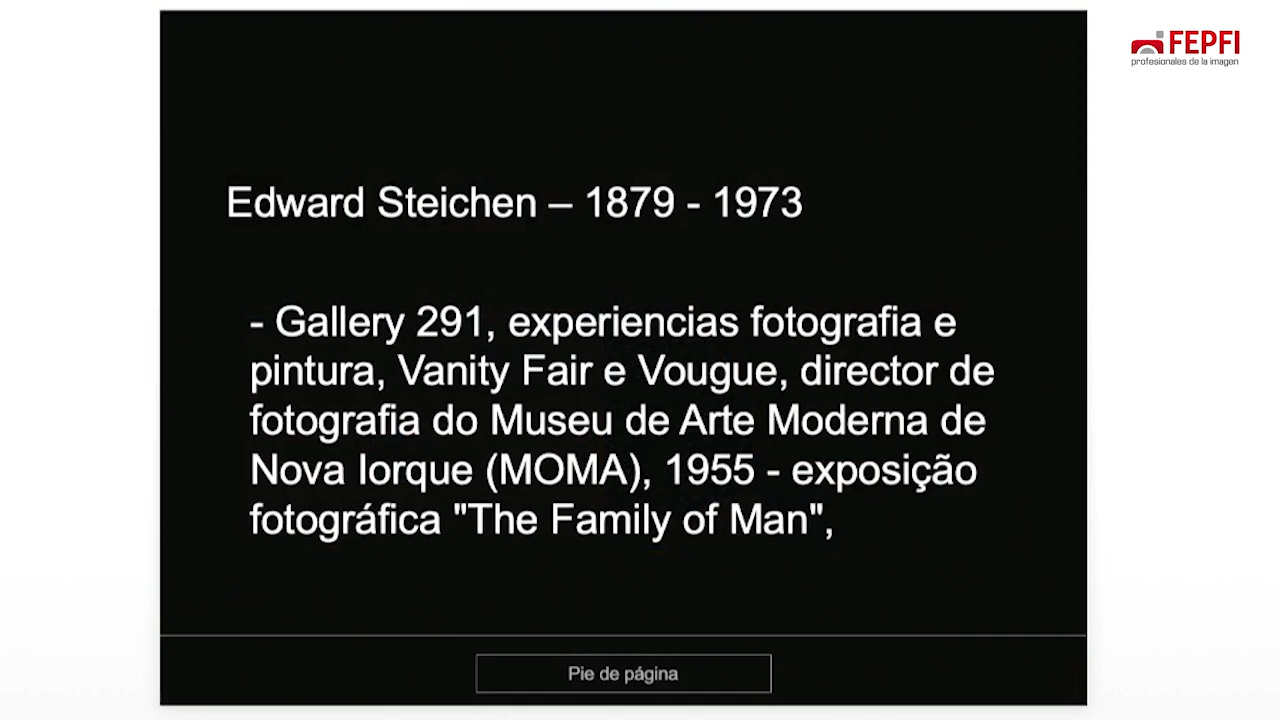 FEPFI
profesionales de la imagen
Edward Steichen – 1879 - 1973
- Gallery 291, experiencias fotografia e
pintura, Vanity Fair e Vougue, director de
fotografia do Museu de Arte Moderna de
Nova Iorque (MOMA), 1955 - exposição
fotográfica "The Family of Man",
Pie de página